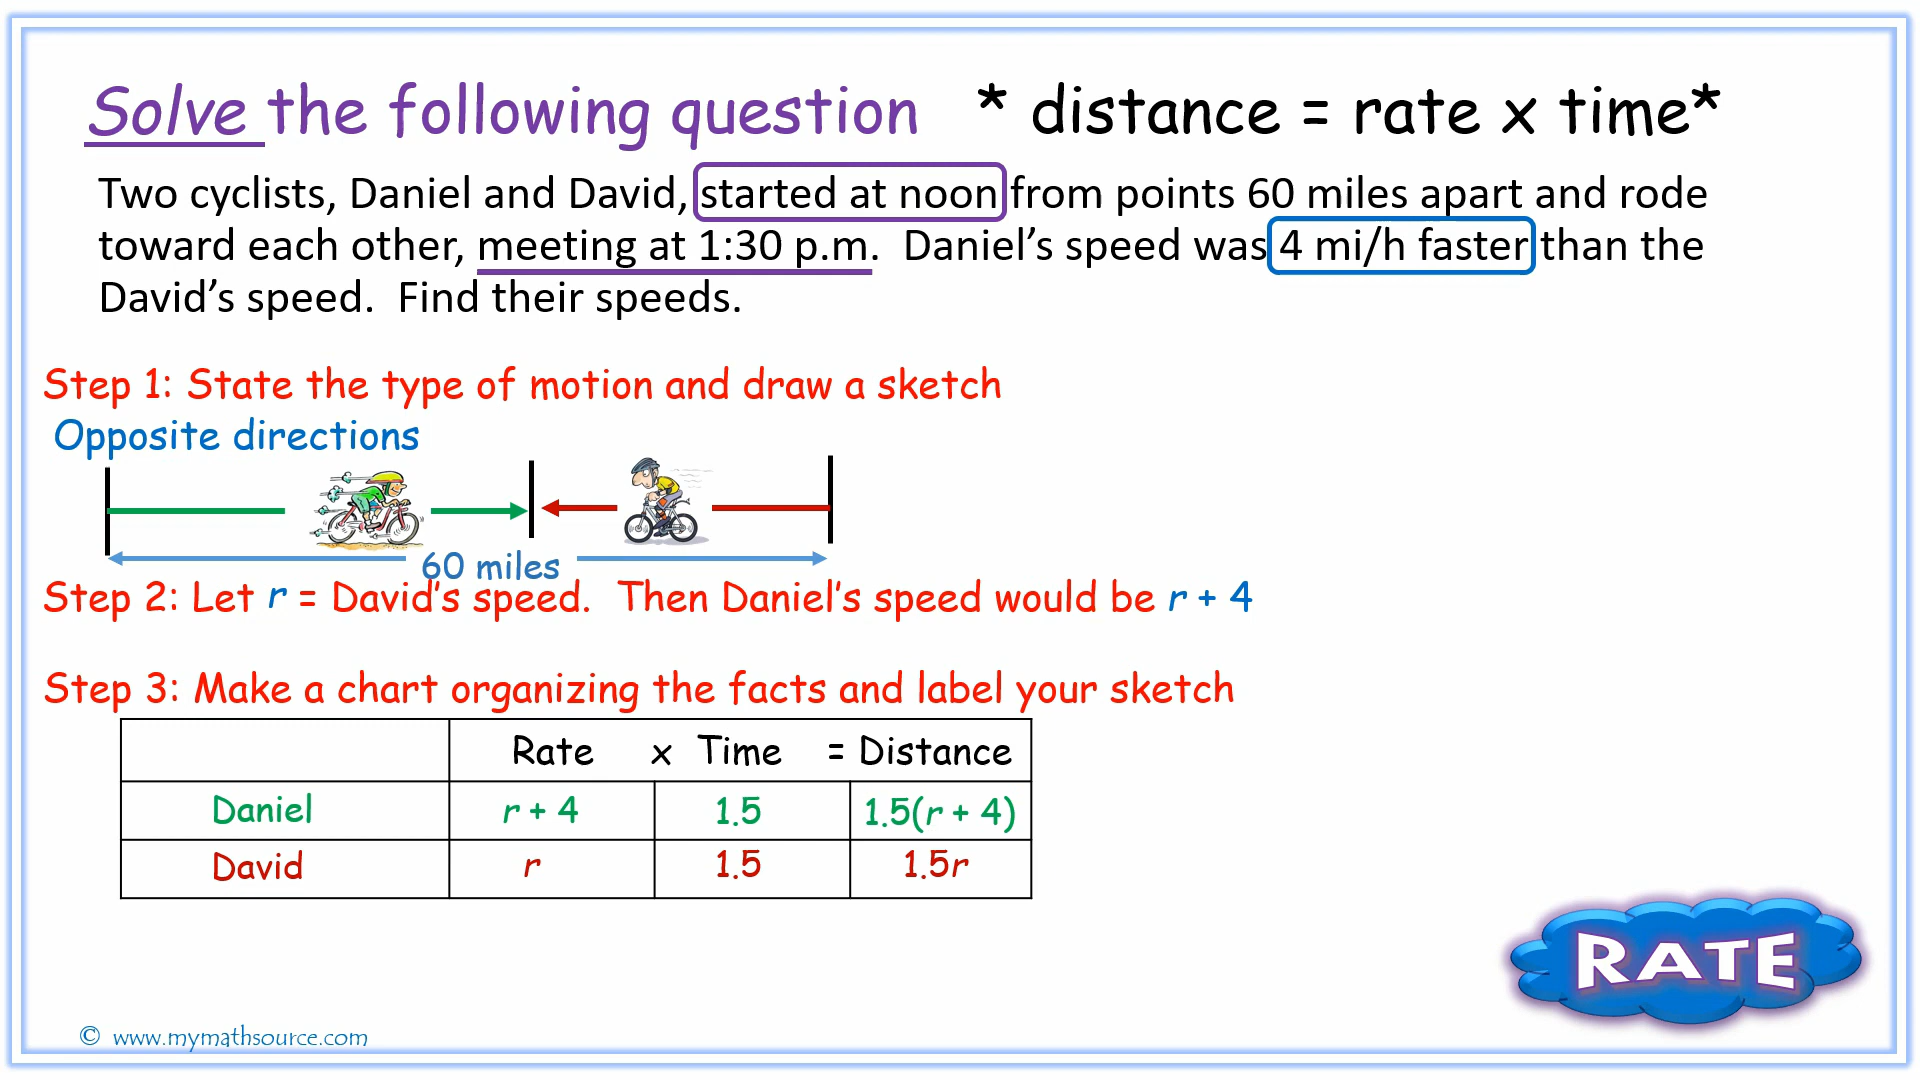 Solve the following question * distance = rate x time*
Two cyclists, Daniel and David, started at noon from points 60 miles apart and rode
toward each other, meeting at 1:30 p.m. Daniel’s speed was 4 mi/h faster than the
David’s speed. Find their speeds.
Step 1: State the type of motion and draw a sketch
Opposite directions
60 miles
Step 2: Let r = David’s speed. Then Daniel’s speed would be r + 4
Step 3: Make a chart organizing the facts and label your sketch
Rate x Time = Distance
Daniel r + 4 1.5 1.5(r + 4)
David r 1.5 1.5r
RATE
© www.mymathsource.com